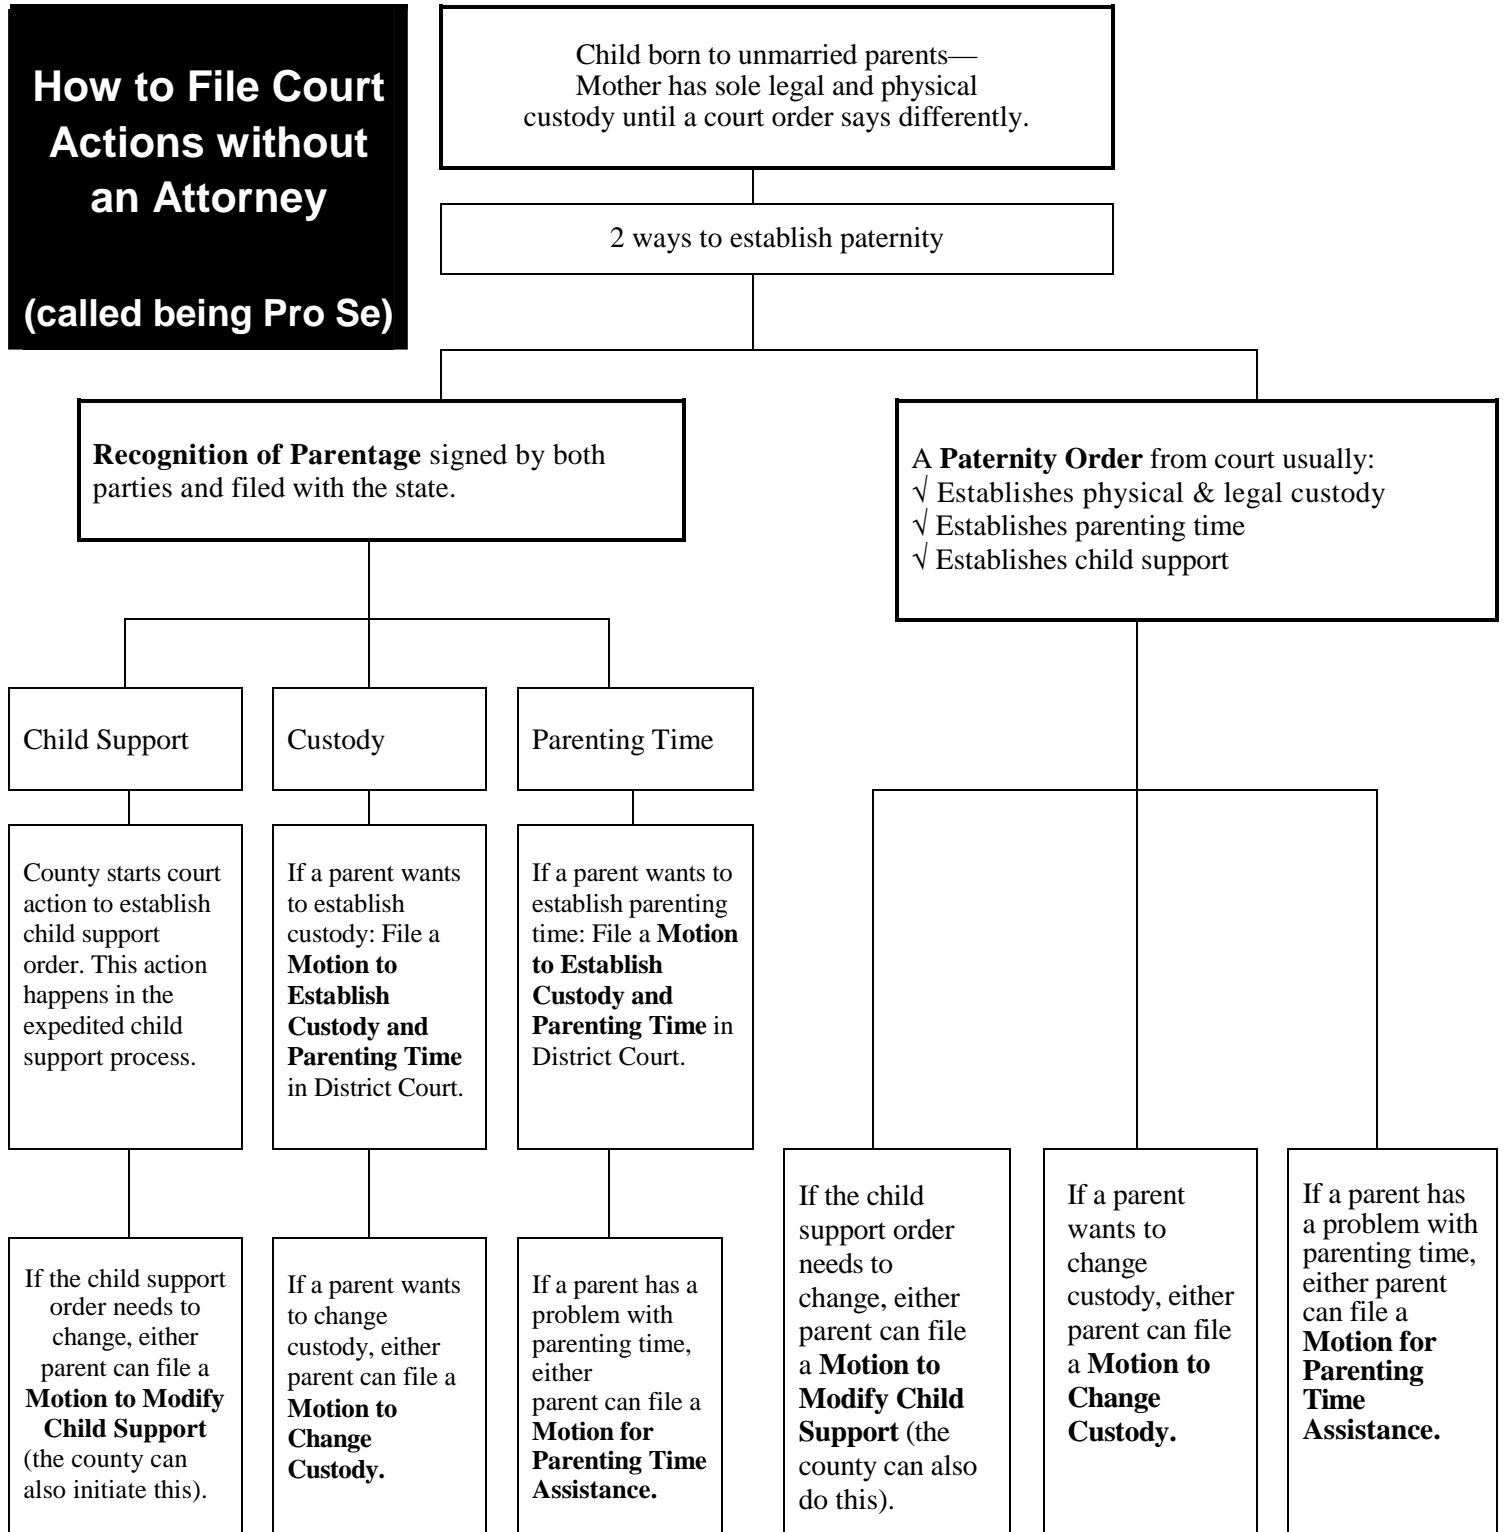 How to File Court
Actions without
an Attorney
(called being Pro Se)
Child born to unmarried parents—
Mother has sole legal and physical
custody until a court order says differently.
2 ways to establish paternity
Recognition of Parentage signed by both
parties and filed with the state.
A Paternity Order from court usually:
√ Establishes physical & legal custody
√ Establishes parenting time
√ Establishes child support
Child Support
Custody
Parenting Time
County starts court
action to establish
child support
order. This action
happens in the
expedited child
support process.
If a parent wants
to establish
custody: File a
Motion to
Establish
Custody and
Parenting Time
in District Court.
If a parent wants to
establish parenting
time: File a Motion
to Establish
Custody and
Parenting Time in
District Court.
If the child support
order needs to
change, either
parent can file a
Motion to Modify
Child Support
(the county can
also initiate this).
If a parent wants
to change
custody, either
parent can file a
Motion to
Change
Custody.
If a parent has a
problem with
parenting time,
either
parent can file a
Motion for
Parenting Time
Assistance.
If the child
support order
needs to
change, either
parent can file
a Motion to
Modify Child
Support (the
county can also
do this).
If a parent
wants to
change
custody, either
parent can file
a Motion to
Change
Custody.
If a parent has
a problem with
parenting time,
either parent
can file a
Motion for
Parenting
Time
Assistance.